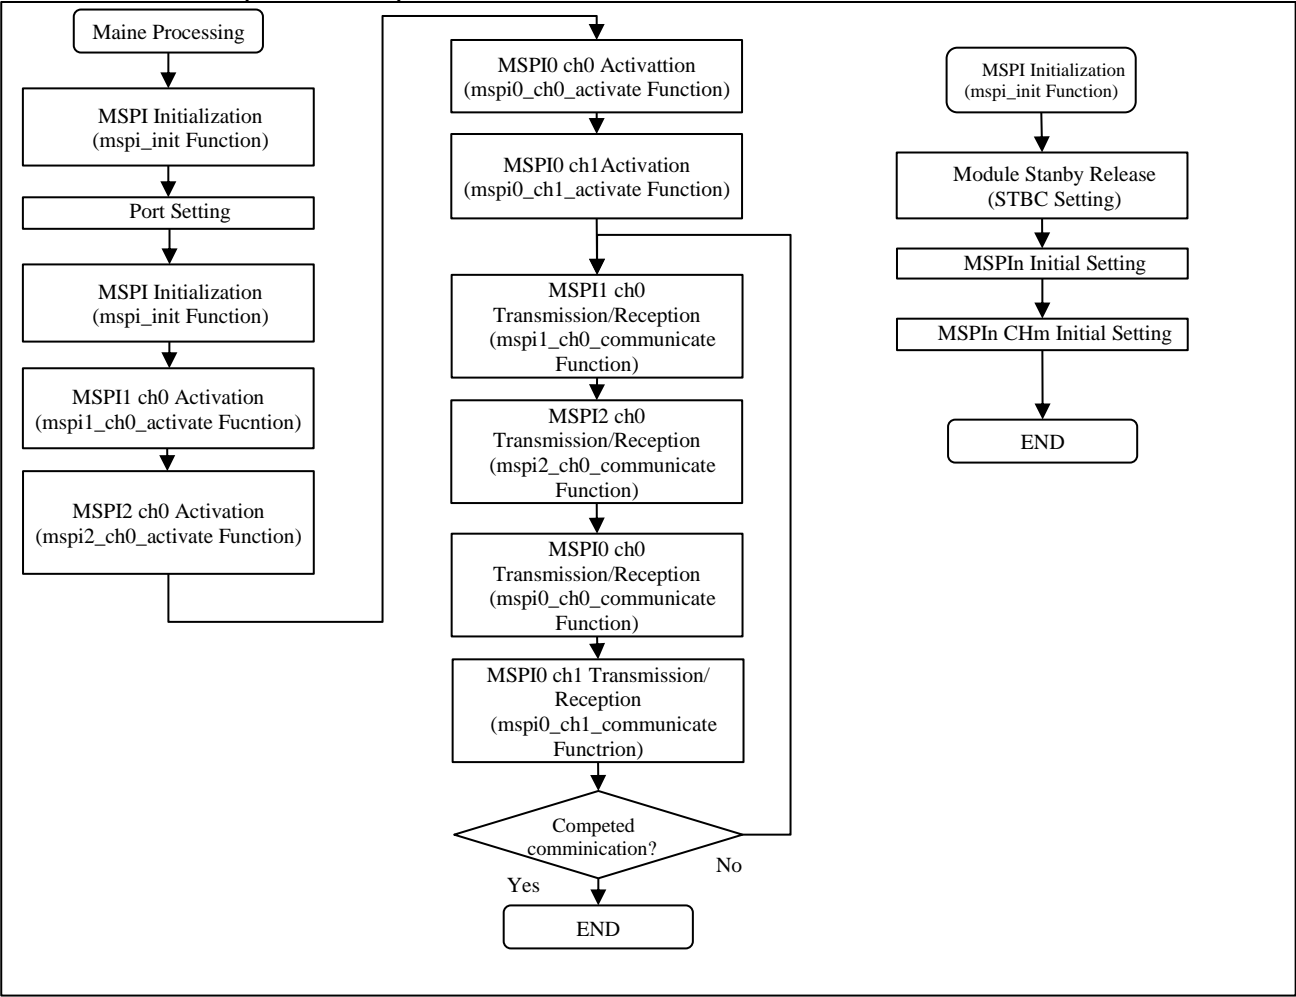 Maine Processing
MSPI Initialization
(mspi_init Function)
Port Setting
MSPI Initialization
(mspi_init Function)
MSPI1 ch0 Activation
(mspi1_ch0_activate Fucntion)
MSPI2 ch0 Activation
(mspi2_ch0_activate Function)
MSPI0 ch0 Activattion
(mspi0_ch0_activate Function)
MSPI0 ch1Activation
(mspi0_ch1_activate Function)
MSPI1 ch0
Transmission/Reception
(mspi1_ch0_communicate
Function)
MSPI2 ch0
Transmission/Reception
(mspi2_ch0_communicate
Function)
MSPI0 ch0
Transmission/Reception
(mspi0_ch0_communicate
Function)
MSPI0 ch1 Transmission/
Reception
(mspi0_ch1_communicate
Functrion)
Competed
comminication?
No
Yes
END
MSPI Initialization
(mspi_init Function)
Module Stanby Release
(STBC Setting)
MSPIn Initial Setting
MSPIn CHm Initial Setting
END